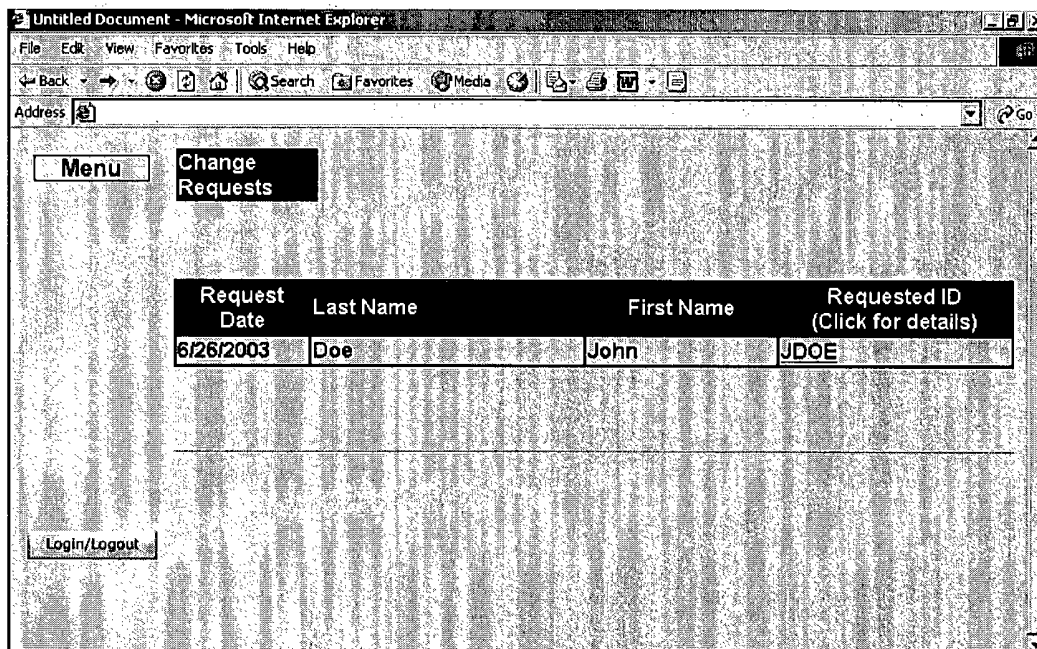 Untitled Document - Microsoft Internet Explorer
File Edit View Favorites Tools Help
Back Search Favorites Media
Address Go
Menu
Change
Requests
Request
Date Last Name First Name Requested ID
(Click for details)
6/26/2003 Doe John JDOE
Login/Logout